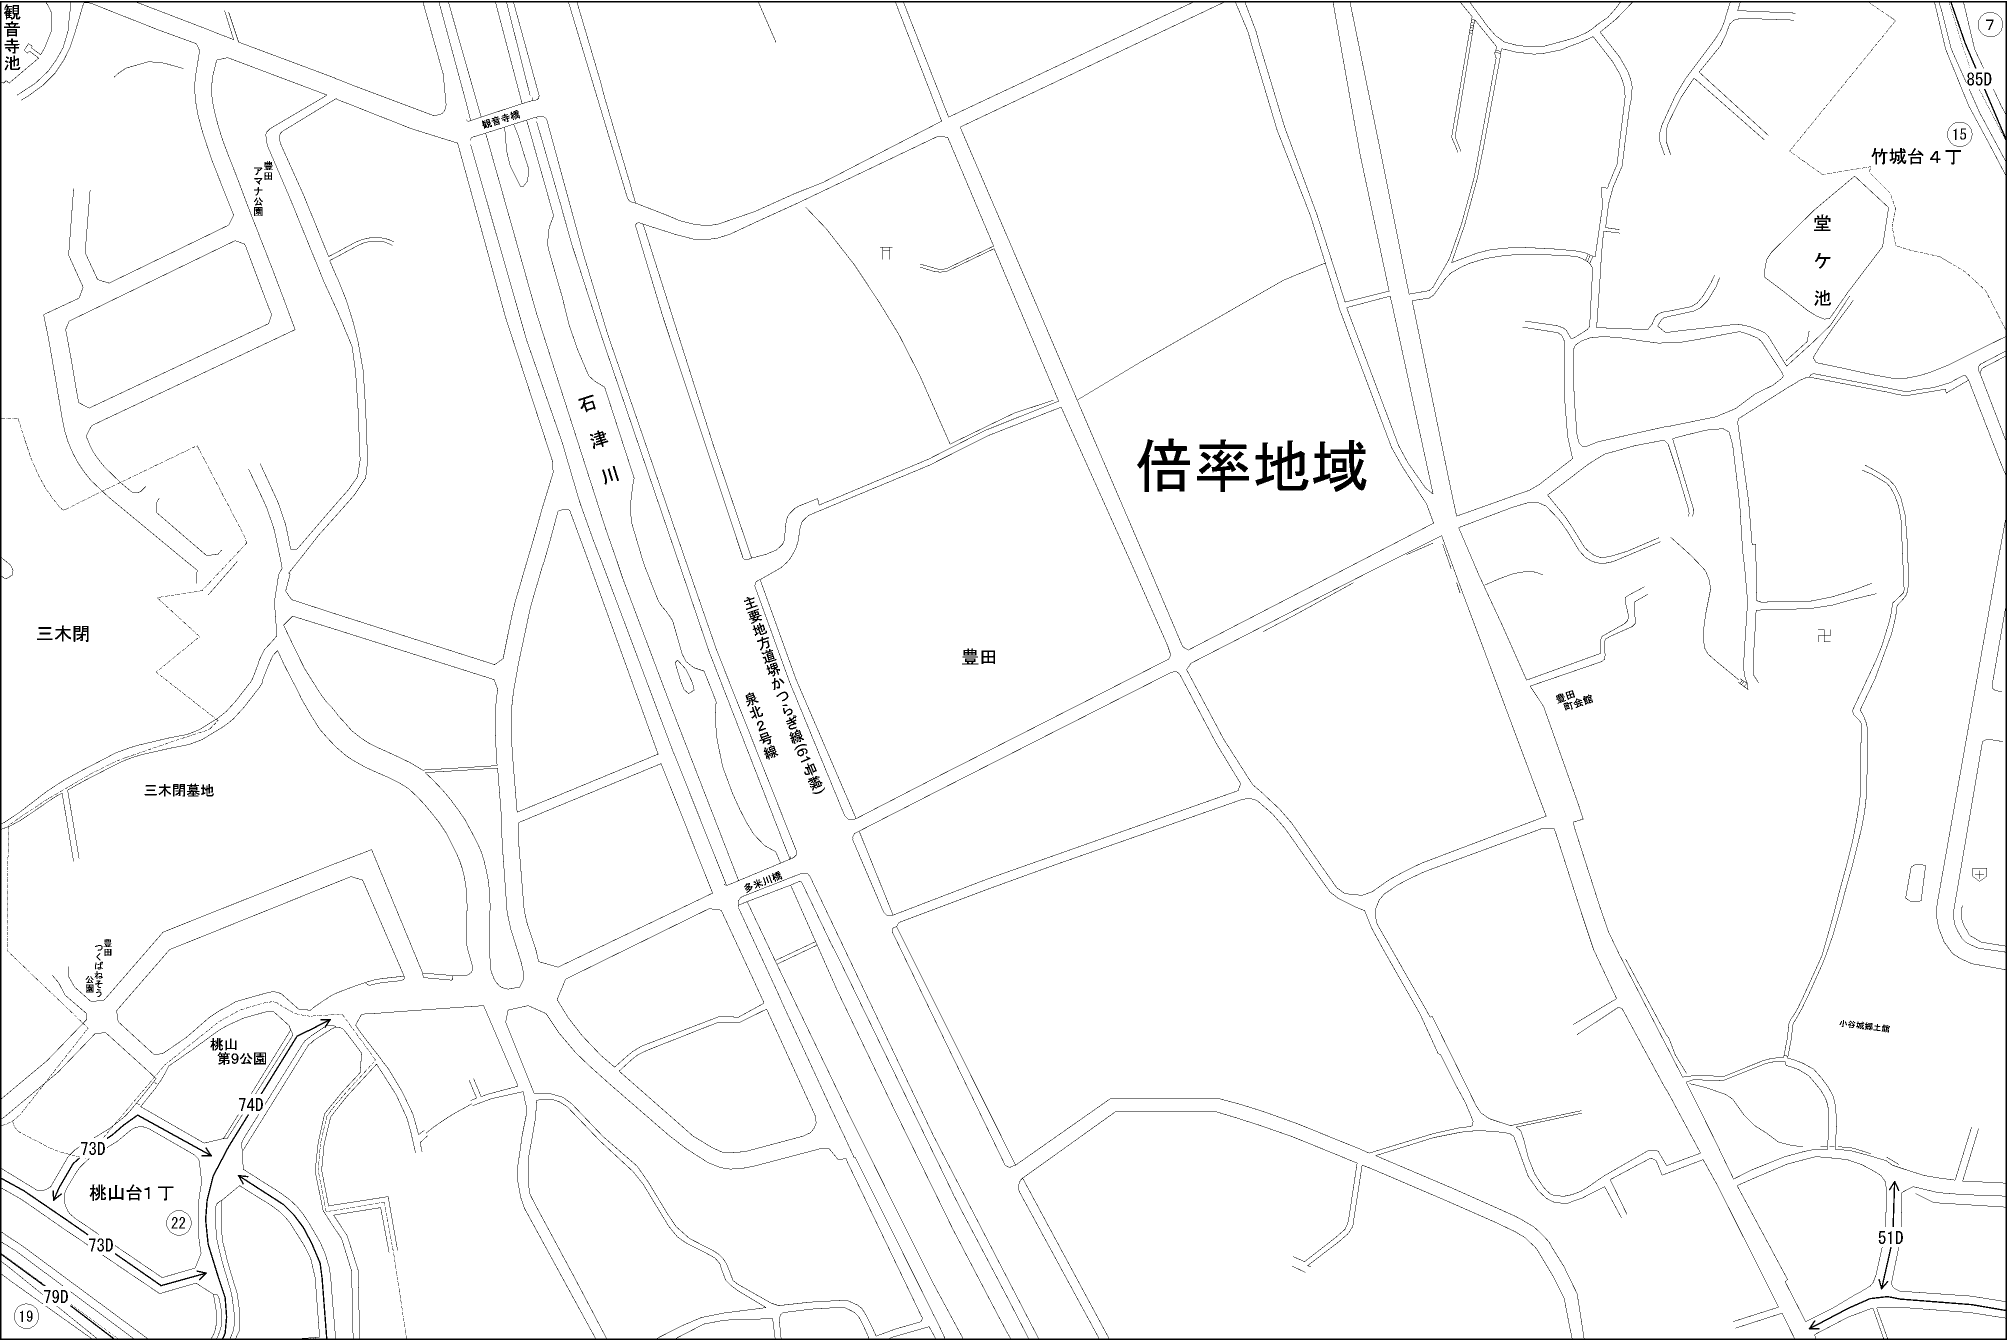 観音寺池
7
85D
観音寺橋
15
竹城台4丁
豊田
アマナ公園
堂ケ池
石津川
倍率地域
三木閉
主要地方道堺かつらぎ線(61号線)
泉北2号線
豊田
卍
豊田
町会館
三木閉墓地
多米川橋
豊田
つくばねそう
公園
小谷城郷土館
桃山
第9公園
74D
73D
桃山台1丁
22
73D
51D
79D
19